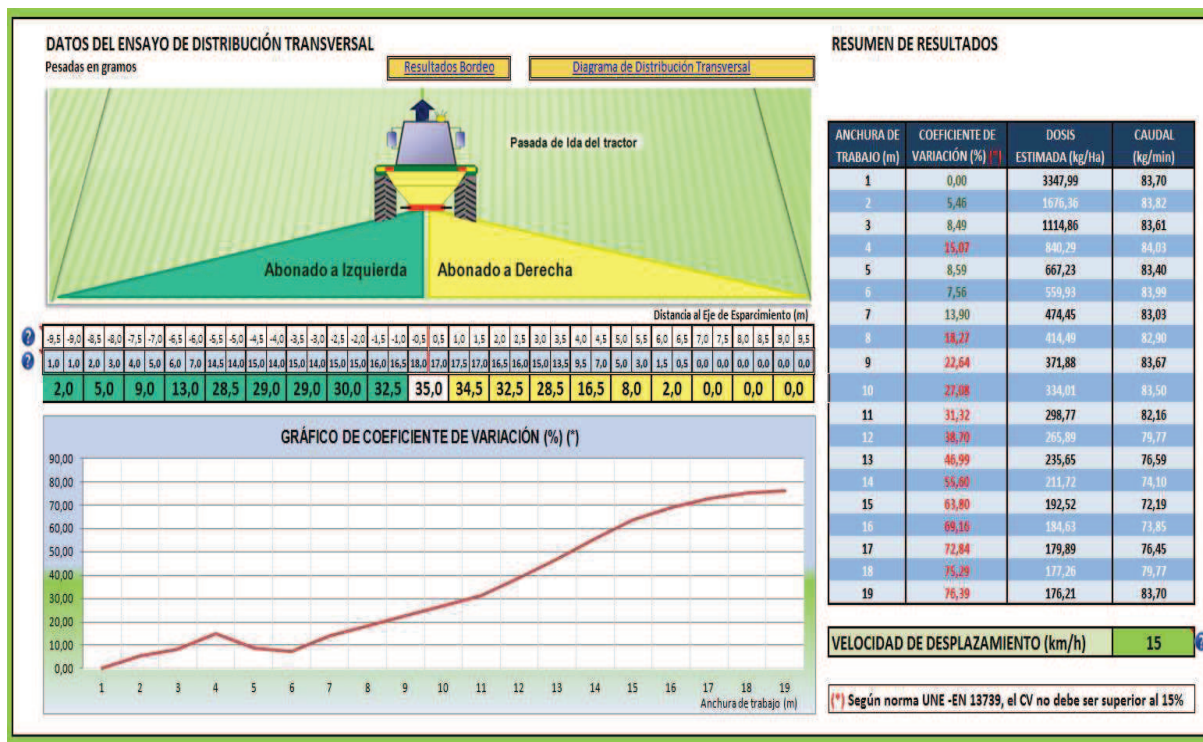 DATOS DEL ENSAYO DE DISTRIBUCIÓN TRANSVERSAL
Pesadas en gramos
Resultados Bordeo
Diagrama de Distribución Transversal
Pasada de Ida del tractor
Abonado a Izquierda
Abonado a Derecha
Distancia al Eje de Esparcimiento (m)
-9,5 -9,0 -8,5 -8,0 -7,5 -7,0 -6,5 -6,0 -5,5 -5,0 -4,5 -4,0 -3,5 -3,0 -2,5 -2,0 -1,5 -1,0 -0,5 0,5 1,0 1,5 2,0 2,5 3,0 3,5 4,0 4,5 5,0 5,5 6,0 6,5 7,0 7,5 8,0 8,5 9,0 9,5
1,0 1,0 2,0 3,0 4,0 5,0 6,0 7,0 14,5 14,0 15,0 14,0 15,0 14,0 15,0 15,0 16,0 16,5 18,0 17,0 17,5 17,0 16,5 16,0 15,0 13,5 9,5 7,0 5,0 3,0 1,5 0,5 0,0 0,0 0,0 0,0 0,0 0,0
2,0 5,0 9,0 13,0 28,5 29,0 29,0 30,0 32,5 35,0 34,5 32,5 28,5 16,5 8,0 2,0 0,0 0,0 0,0
GRÁFICO DE COEFICIENTE DE VARIACIÓN (%) (*)
90,00
80,00
70,00
60,00
50,00
40,00
30,00
20,00
10,00
0,00
1 2 3 4 5 6 7 8 9 10 11 12 13 14 15 16 17 18 19
Anchura de trabajo (m)
RESUMEN DE RESULTADOS
ANCHURA DE COEFICIENTE DE DOSIS CAUDAL
TRABAJO (m) VARIACIÓN (%) (*) ESTIMADA (kg/Ha) (kg/min)
1 0,00 3347,99 83,70
2 5,46 1676,36 83,82
3 8,49 1114,86 83,61
4 15,07 840,29 84,03
5 8,59 667,23 83,40
6 7,56 559,93 83,99
7 13,90 474,45 83,03
8 18,27 414,49 82,90
9 22,64 371,88 83,67
10 27,08 334,01 83,50
11 31,32 298,77 82,16
12 38,70 265,89 79,77
13 46,99 235,65 76,59
14 55,60 211,72 74,10
15 63,80 192,52 72,19
16 69,16 184,63 73,85
17 72,84 179,89 76,45
18 75,29 177,26 79,77
19 76,39 176,21 83,70
VELOCIDAD DE DESPLAZAMIENTO (km/h) 15
(*) Según norma UNE -EN 13739, el CV no debe ser superior al 15%